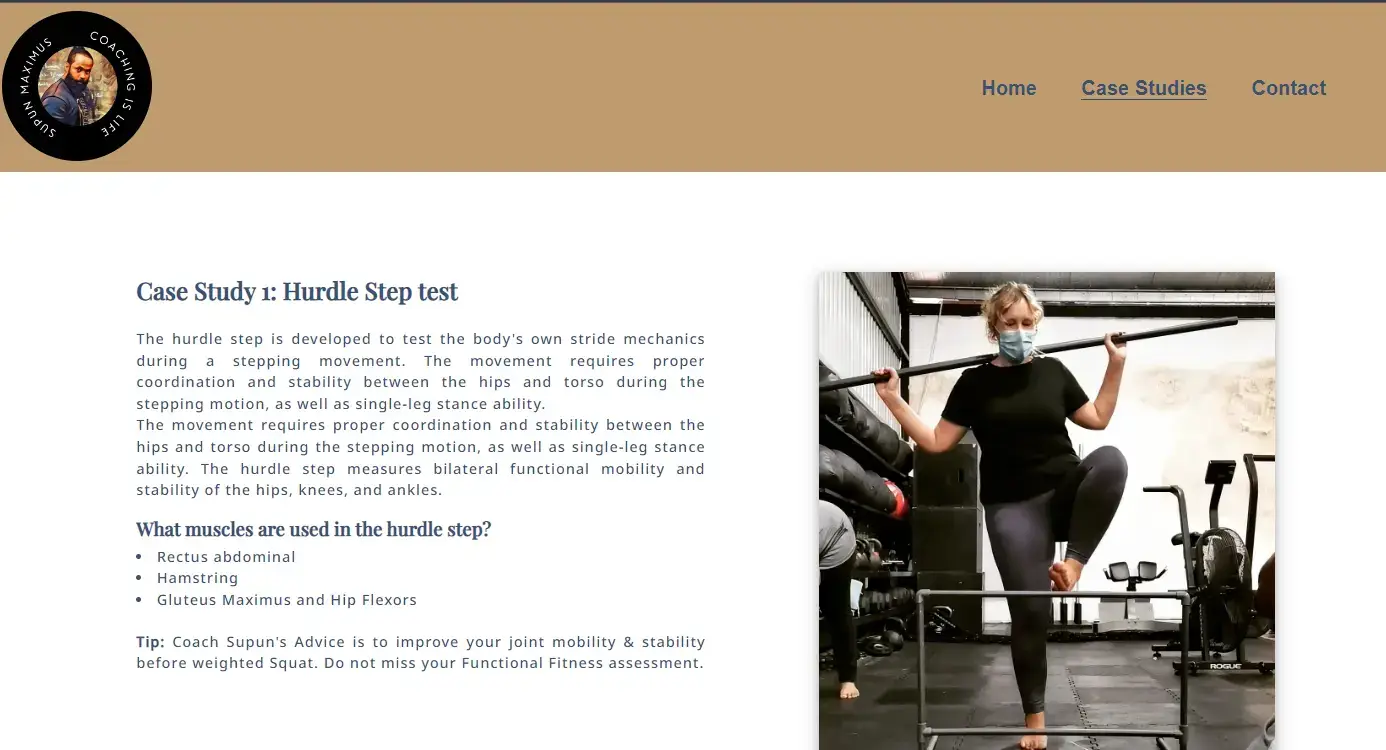 SUPUN MAXIMUS
COACHING IS LIFE
Home
Case Studies
Contact
Case Study 1: Hurdle Step test
The hurdle step is developed to test the body's own stride mechanics
during a stepping movement. The movement requires proper
coordination and stability between the hips and torso during the
stepping motion, as well as single-leg stance ability.
The movement requires proper coordination and stability between the
hips and torso during the stepping motion, as well as single-leg stance
ability. The hurdle step measures bilateral functional mobility and
stability of the hips, knees, and ankles.
What muscles are used in the hurdle step?
• Rectus abdominal
• Hamstring
• Gluteus Maximus and Hip Flexors
Tip: Coach Supun's Advice is to improve your joint mobility & stability
before weighted Squat. Do not miss your Functional Fitness assessment.
ROGUE